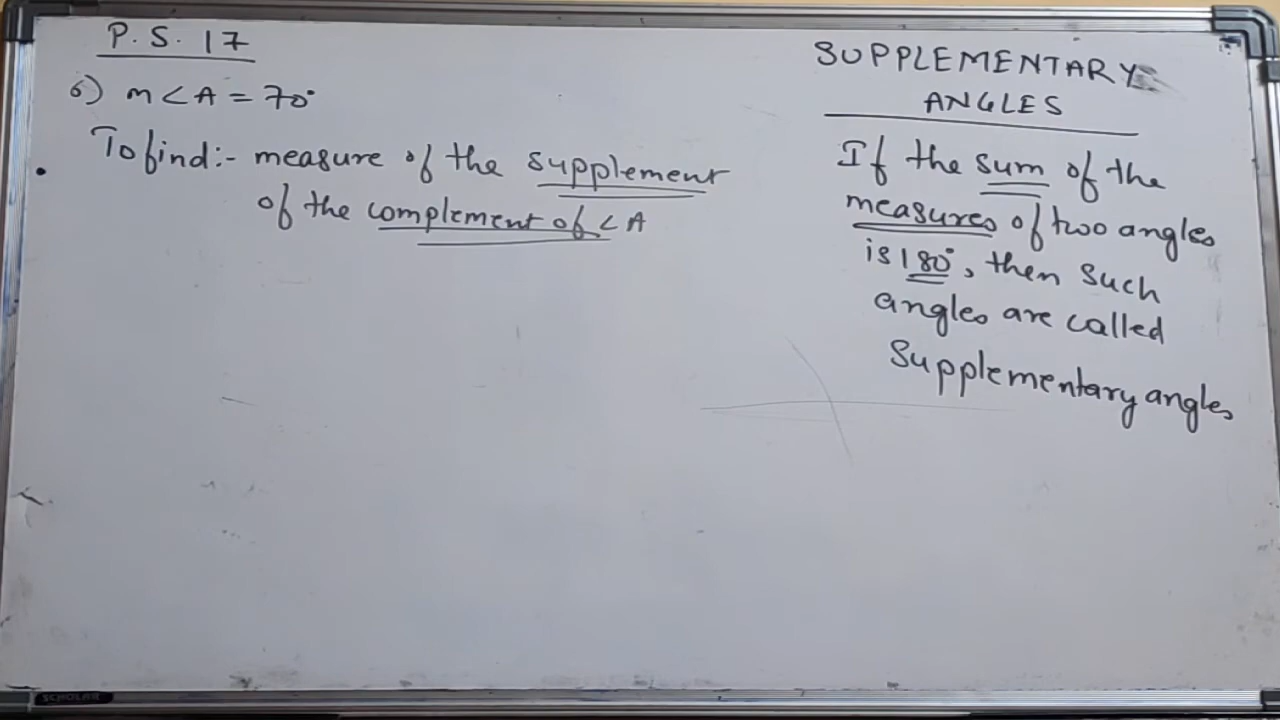 P. S. 17
6) m∠A = 70°
To find:- measure of the supplement
of the complement of ∠A
SUPPLEMENTARY
ANGLES
If the sum of the
measures of two angles
is 180°, then such
angles are called
Supplementary angles
SCHOLAR